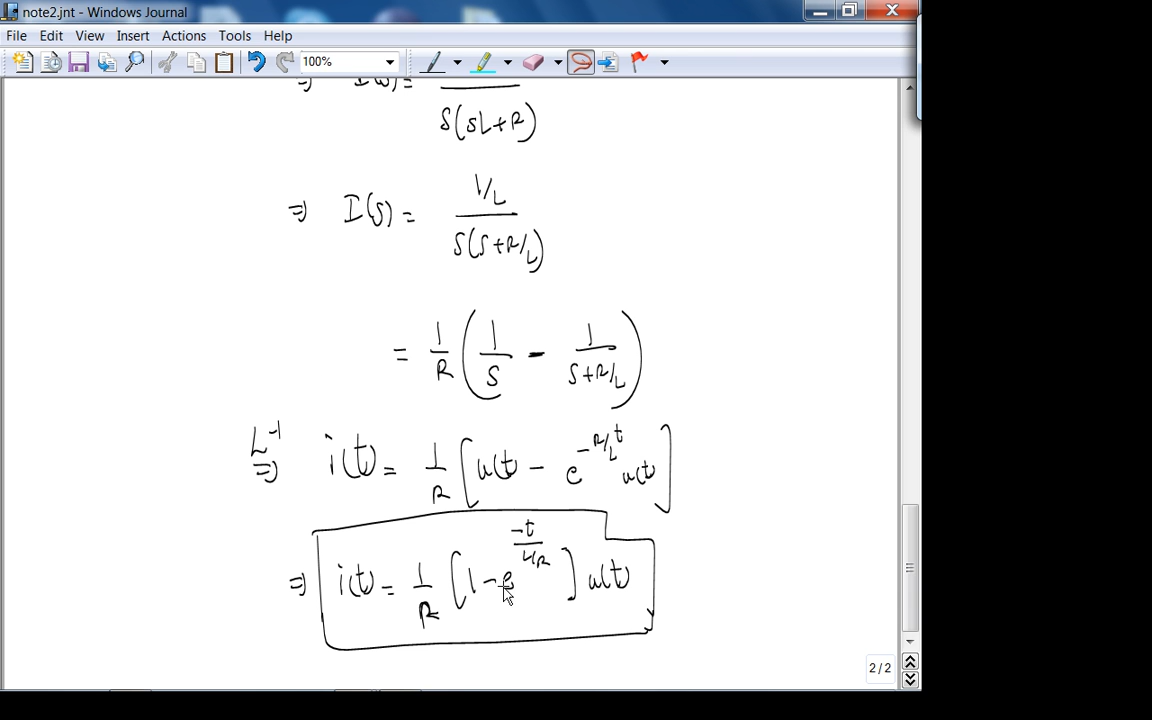 note2.jnt - Windows Journal
File Edit View Insert Actions Tools Help
100%
⇒ I(s) =
s(sL+R)
⇒ I(s) = 1/L / s(s+R/L)
= 1/R ( 1/s - 1/(s+R/L) )
L^-1 ⇒ i(t) = 1/R [ u(t) - e^(-R/L t) u(t) ]
⇒ i(t) = 1/R [ 1 - e^(-t / L/R) ] u(t)
2 / 2